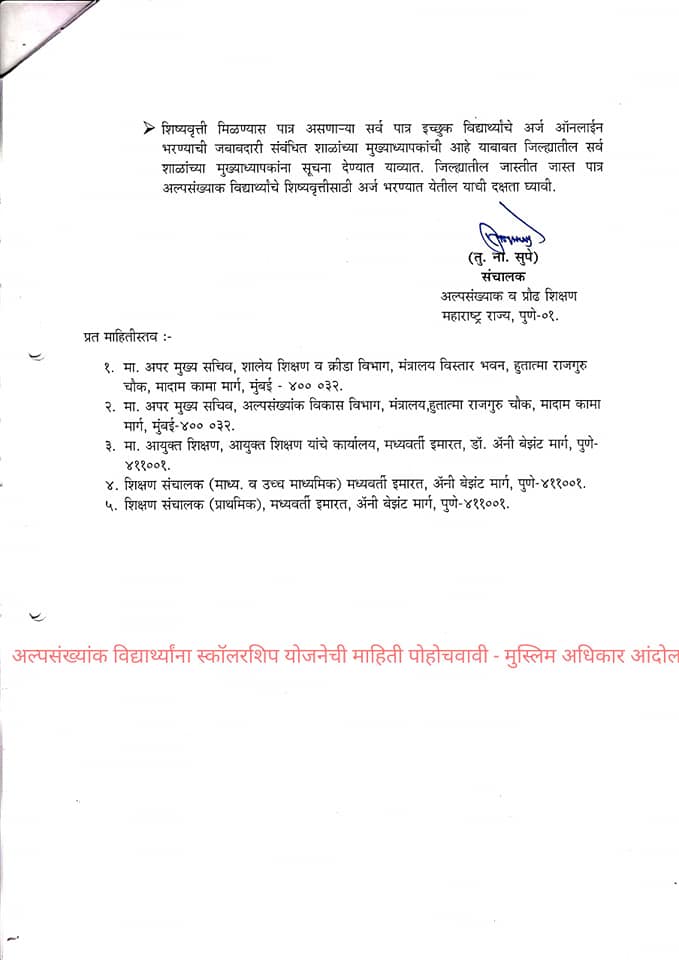 ➤ शिष्यवृत्ती मिळण्यास पात्र असणाऱ्या सर्व पात्र इच्छुक विद्यार्थ्यांचे अर्ज ऑनलाईन
भरण्याची जबाबदारी संबंधित शाळांच्या मुख्याध्यापकांची आहे याबाबत जिल्ह्यातील सर्व
शाळांच्या मुख्याध्यापकांना सूचना देण्यात याव्यात. जिल्ह्यातील जास्तीत जास्त पात्र
अल्पसंख्याक विद्यार्थ्यांचे शिष्यवृत्तीसाठी अर्ज भरण्यात येतील याची दक्षता घ्यावी.
(तु. ना. सुपे)
संचालक
अल्पसंख्याक व प्रौढ शिक्षण
महाराष्ट्र राज्य, पुणे-०१.
प्रत माहितीस्तव :-
१. मा. अपर मुख्य सचिव, शालेय शिक्षण व क्रीडा विभाग, मंत्रालय विस्तार भवन, हुतात्मा राजगुरु
चौक, मादाम कामा मार्ग, मुंबई - ४०० ०३२.
२. मा. अपर मुख्य सचिव, अल्पसंख्यांक विकास विभाग, मंत्रालय,हुतात्मा राजगुरु चौक, मादाम कामा
मार्ग, मुंबई-४०० ०३२.
३. मा. आयुक्त शिक्षण, आयुक्त शिक्षण यांचे कार्यालय, मध्यवर्ती इमारत, डॉ. ॲनी बेझंट मार्ग, पुणे-
४११००१.
४. शिक्षण संचालक (माध्य. व उच्च माध्यमिक) मध्यवर्ती इमारत, ॲनी बेझंट मार्ग, पुणे-४११००१.
५. शिक्षण संचालक (प्राथमिक), मध्यवर्ती इमारत, ॲनी बेझंट मार्ग, पुणे-४११००१.
अल्पसंख्यांक विद्यार्थ्यांना स्कॉलरशिप योजनेची माहिती पोहोचवावी - मुस्लिम अधिकार आंदोल